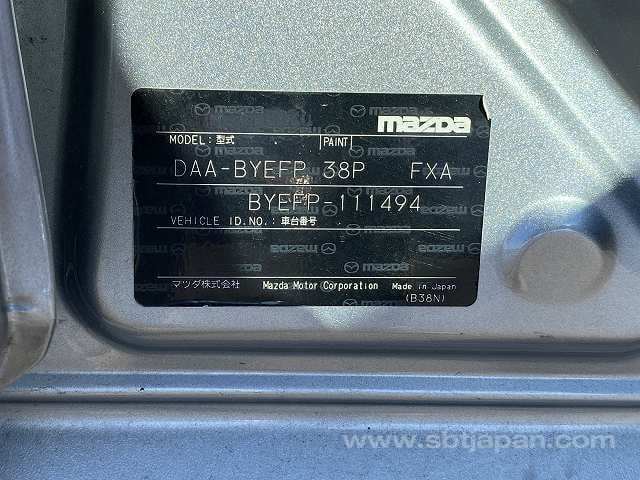 mazda
MODEL: 型式 PAINT
DAA-BYEFP 38P FXA
BYEFP-111494
VEHICLE ID.NO.: 車台番号
マツダ株式会社 Mazda Motor Corporation Made in Japan
(B38N)
www.sbtjapan.com